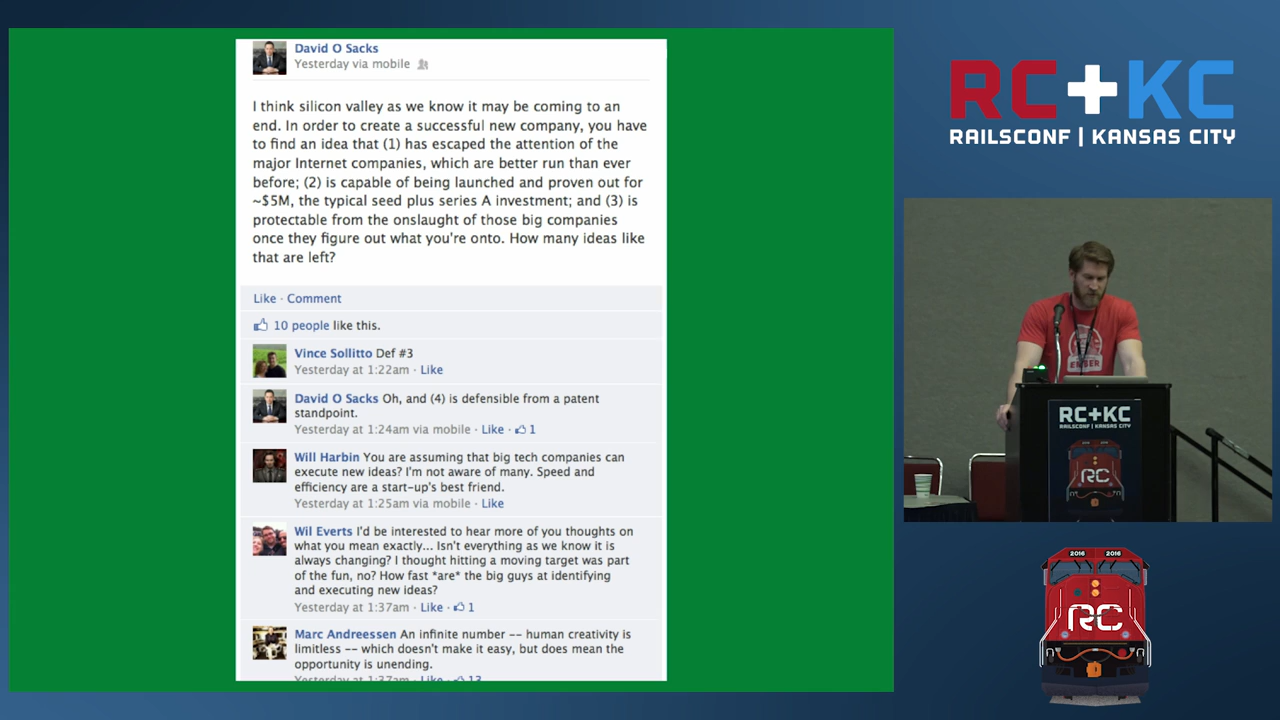 David O Sacks
Yesterday via mobile
I think silicon valley as we know it may be coming to an
end. In order to create a successful new company, you have
to find an idea that (1) has escaped the attention of the
major Internet companies, which are better run than ever
before; (2) is capable of being launched and proven out for
~$5M, the typical seed plus series A investment; and (3) is
protectable from the onslaught of those big companies
once they figure out what you're onto. How many ideas like
that are left?
Like · Comment
10 people like this.
Vince Sollitto Def #3
Yesterday at 1:22am · Like
David O Sacks Oh, and (4) is defensible from a patent
standpoint.
Yesterday at 1:24am via mobile · Like · 1
Will Harbin You are assuming that big tech companies can
execute new ideas? I'm not aware of many. Speed and
efficiency are a start-up's best friend.
Yesterday at 1:25am via mobile · Like
Wil Everts I'd be interested to hear more of you thoughts on
what you mean exactly... Isn't everything as we know it is
always changing? I thought hitting a moving target was part
of the fun, no? How fast *are* the big guys at identifying
and executing new ideas?
Yesterday at 1:37am · Like · 1
Marc Andreessen An infinite number -- human creativity is
limitless -- which doesn't make it easy, but does mean the
opportunity is unending.
Yesterday at 1:37am · Like · 13
RC+KC
RAILSCONF | KANSAS CITY
RC+KC
RAILSCONF | KANSAS CITY
RC
2016 2016
RC